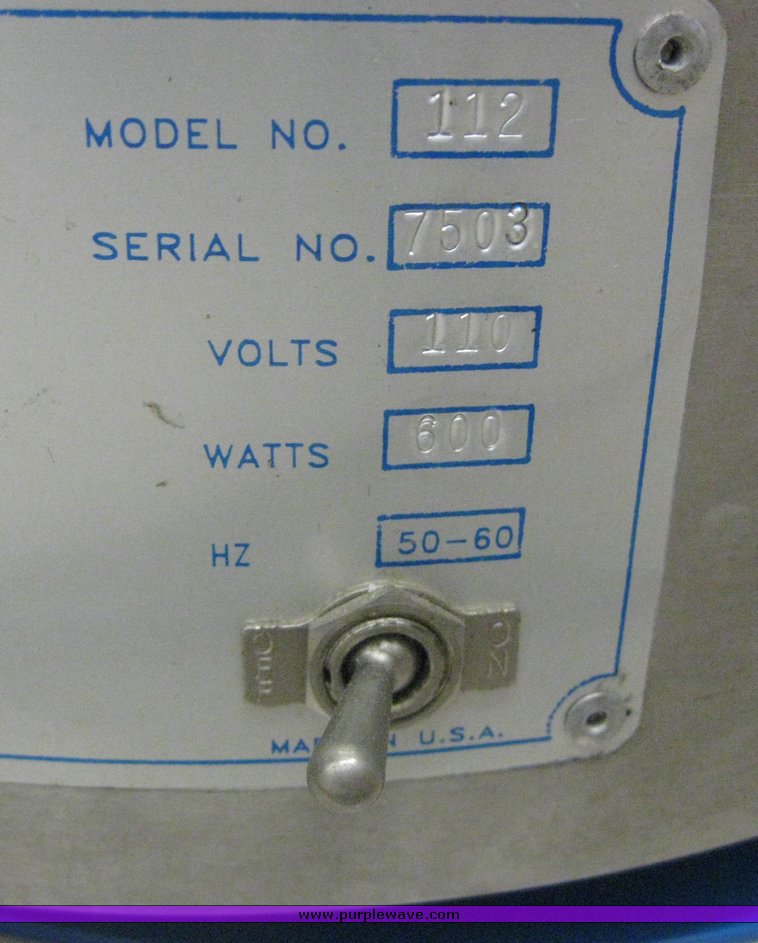 MODEL NO. 112
SERIAL NO. 7503
VOLTS 110
WATTS 600
HZ 50-60
OFF ON
U.S.A.
www.purplewave.com